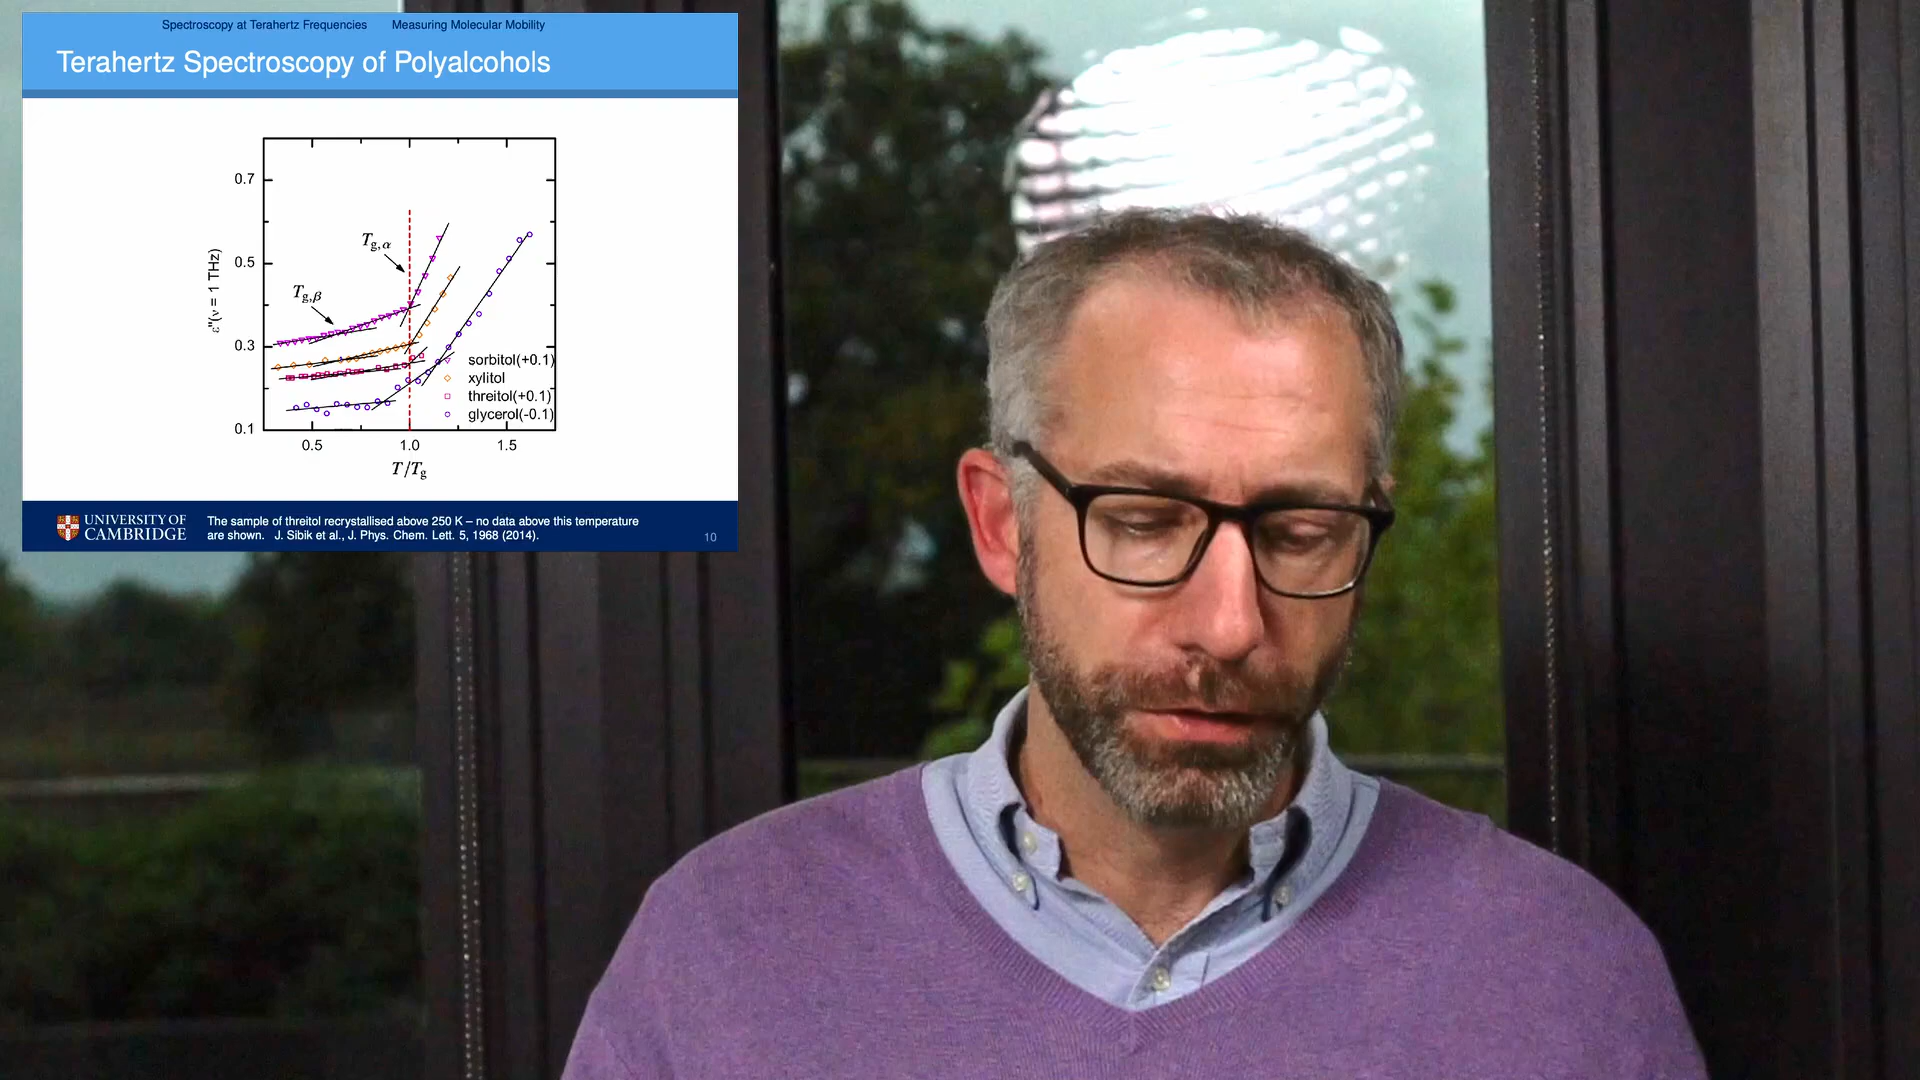 Spectroscopy at Terahertz Frequencies Measuring Molecular Mobility
Terahertz Spectroscopy of Polyalcohols
0.7
0.5
0.3
0.1
ε"(ν = 1 THz)
Tg,α
Tg,β
sorbitol(+0.1)
xylitol
threitol(+0.1)
glycerol(-0.1)
0.5 1.0 1.5
T/Tg
UNIVERSITY OF
CAMBRIDGE
The sample of threitol recrystallised above 250 K – no data above this temperature
are shown. J. Sibik et al., J. Phys. Chem. Lett. 5, 1968 (2014).
10